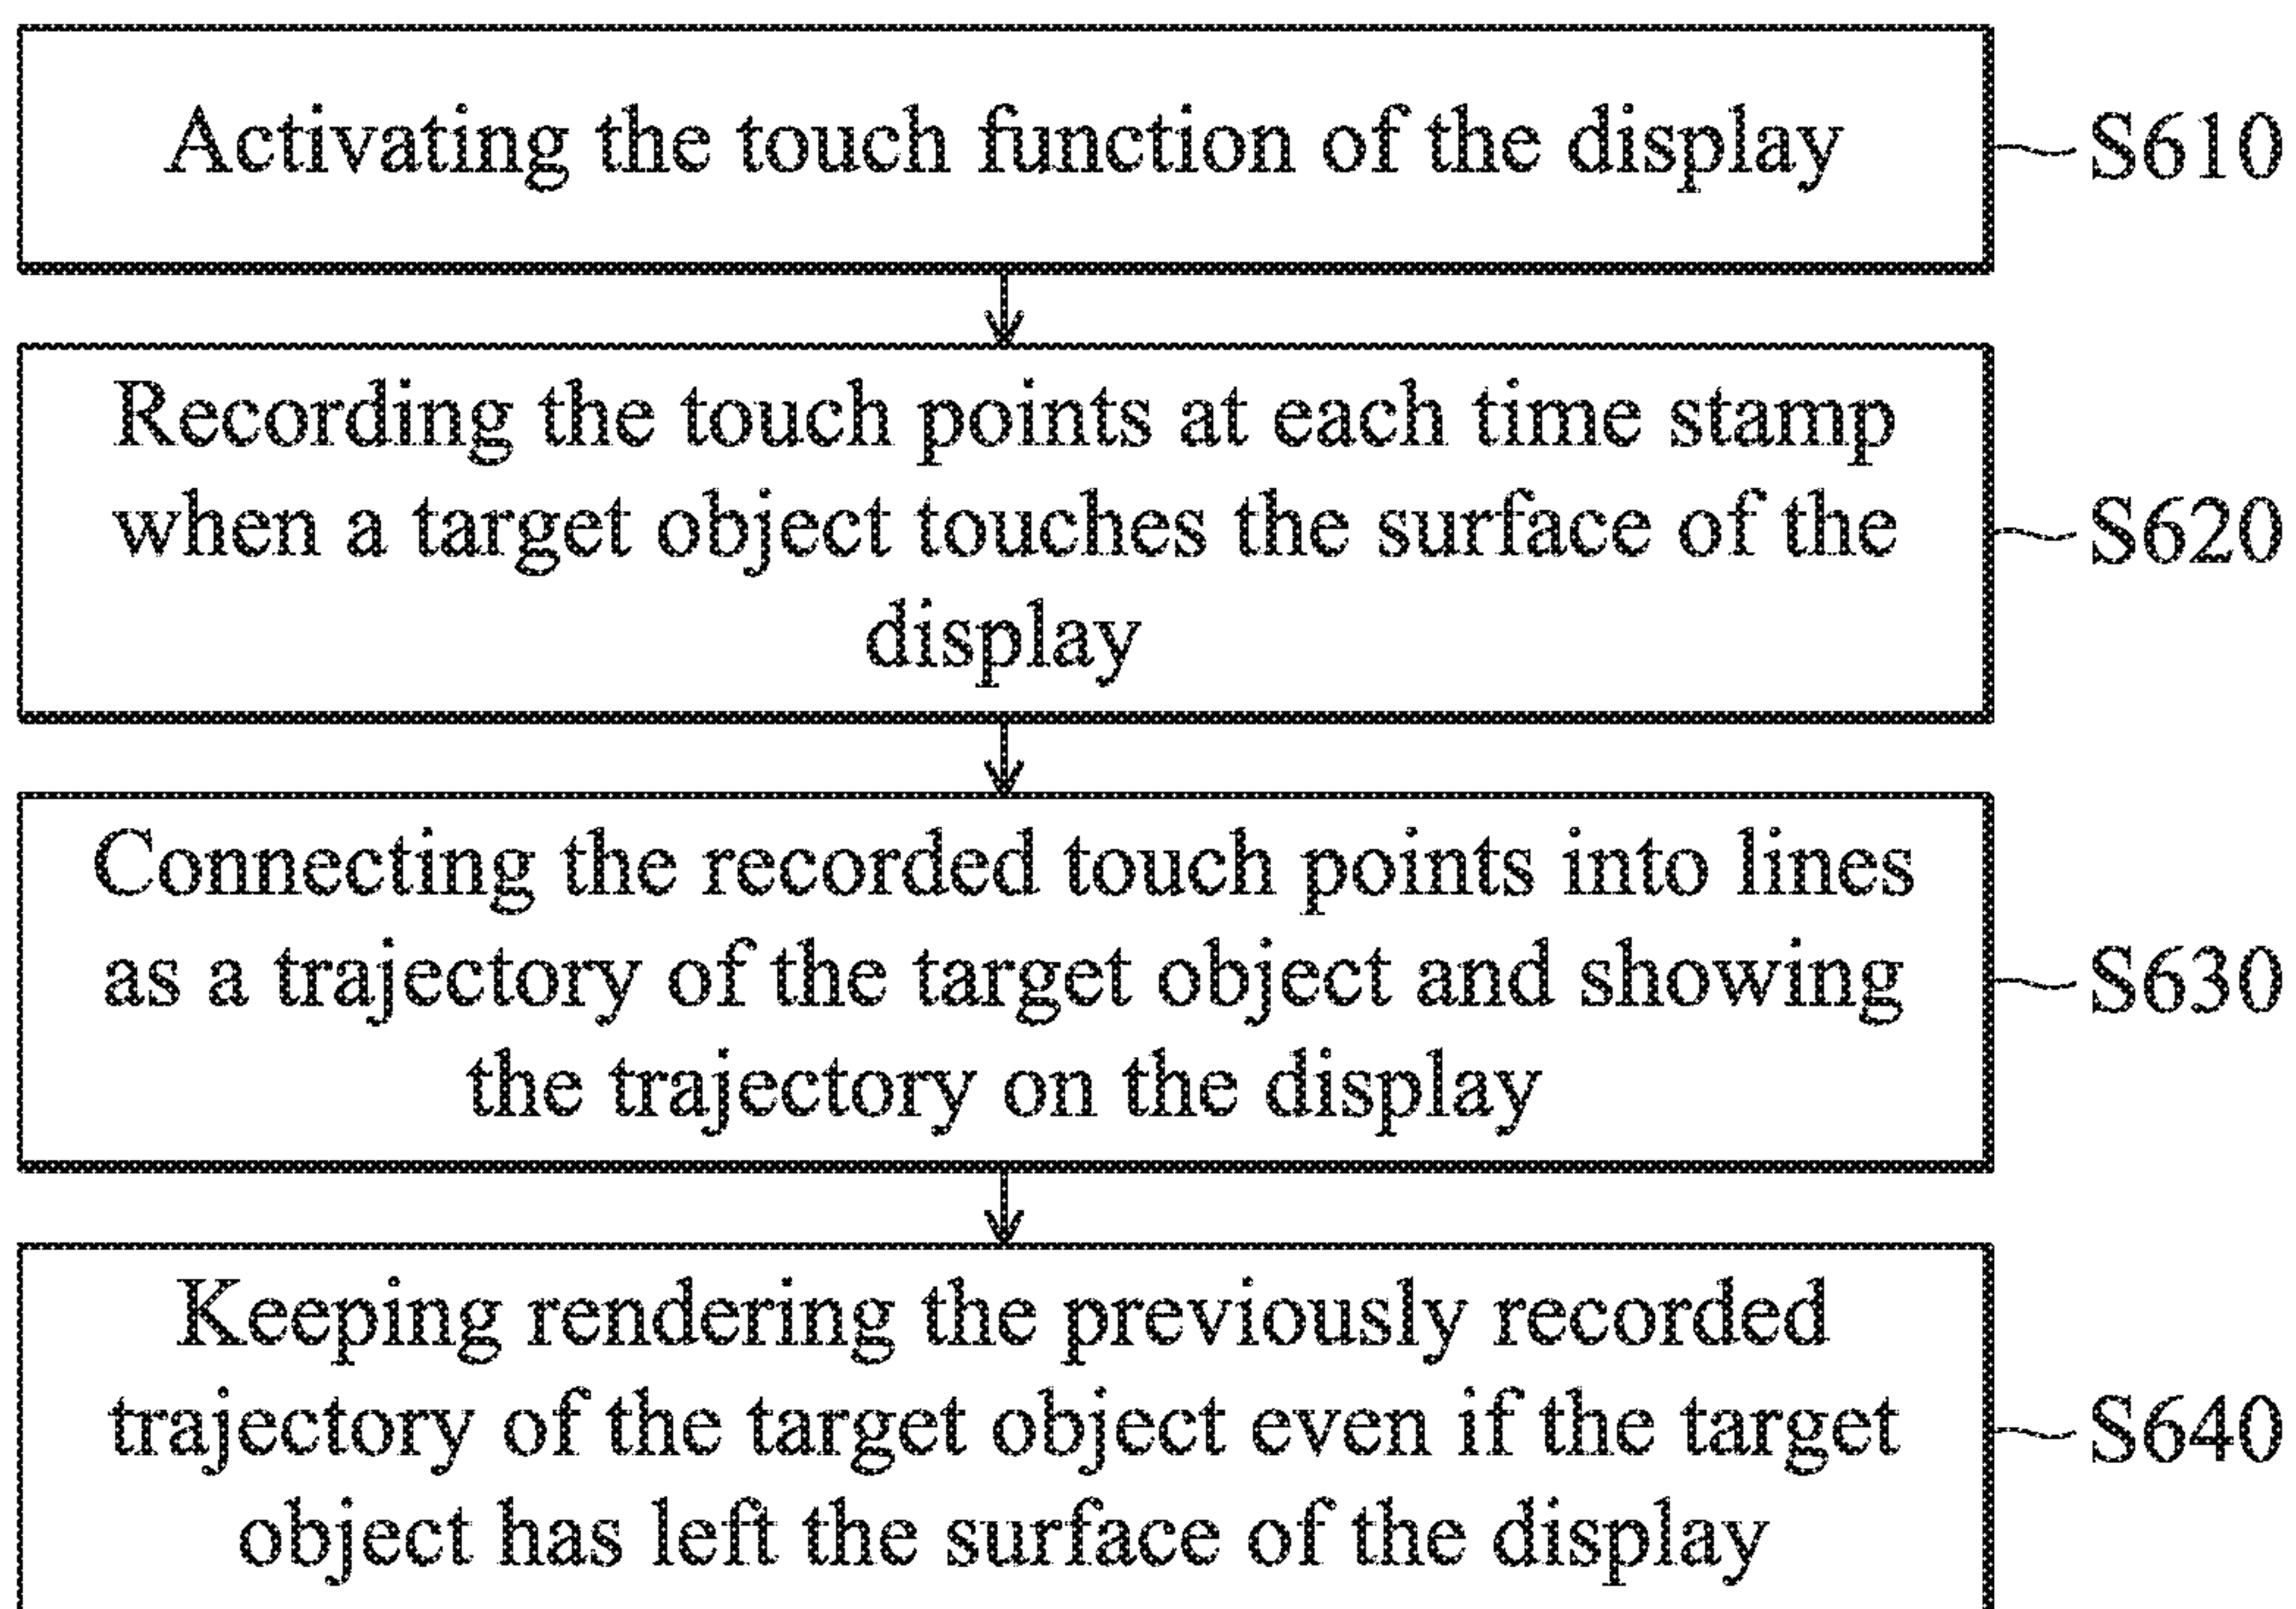 Activating the touch function of the display
S610
Recording the touch points at each time stamp
when a target object touches the surface of the
display
S620
Connecting the recorded touch points into lines
as a trajectory of the target object and showing
the trajectory on the display
S630
Keeping rendering the previously recorded
trajectory of the target object even if the target
object has left the surface of the display
S640